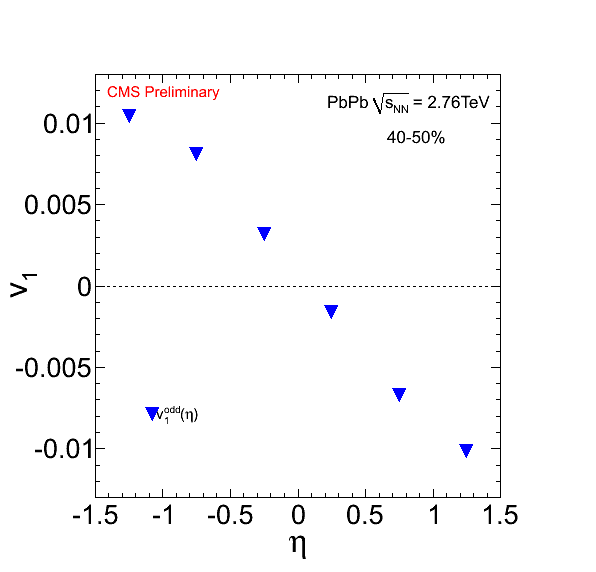 CMS Preliminary
PbPb √sNN = 2.76TeV
40-50%
0.01
0.005
0
-0.005
-0.01
v1
v1odd(η)
-1.5 -1 -0.5 0 0.5 1 1.5
η